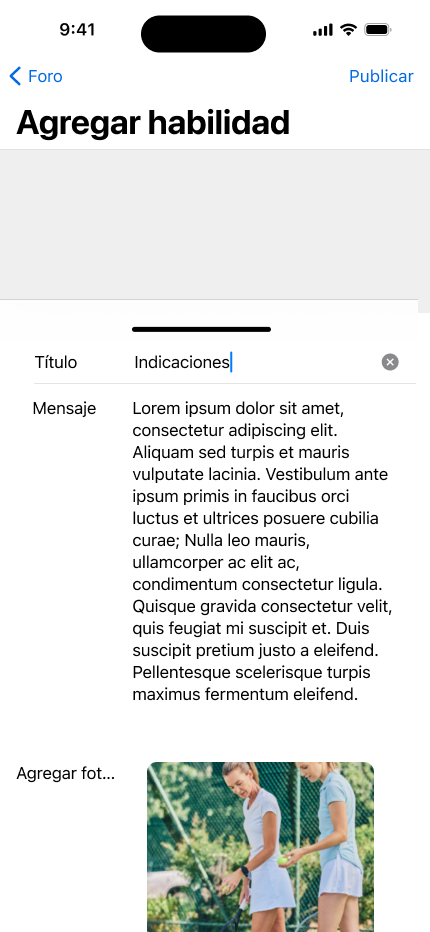 9:41
Foro
Publicar
Agregar habilidad
Título
Indicaciones
Mensaje
Lorem ipsum dolor sit amet,
consectetur adipiscing elit.
Aliquam sed turpis et mauris
vulputate lacinia. Vestibulum ante
ipsum primis in faucibus orci
luctus et ultrices posuere cubilia
curae; Nulla leo mauris,
ullamcorper ac elit ac,
condimentum consectetur ligula.
Quisque gravida consectetur velit,
quis feugiat mi suscipit et. Duis
suscipit pretium justo a eleifend.
Pellentesque scelerisque turpis
maximus fermentum eleifend.
Agregar fot...